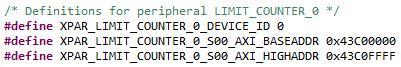 /* Definitions for peripheral LIMIT_COUNTER_0 */
#define XPAR_LIMIT_COUNTER_0_DEVICE_ID 0
#define XPAR_LIMIT_COUNTER_0_S00_AXI_BASEADDR 0x43C00000
#define XPAR_LIMIT_COUNTER_0_S00_AXI_HIGHADDR 0x43C0FFFF